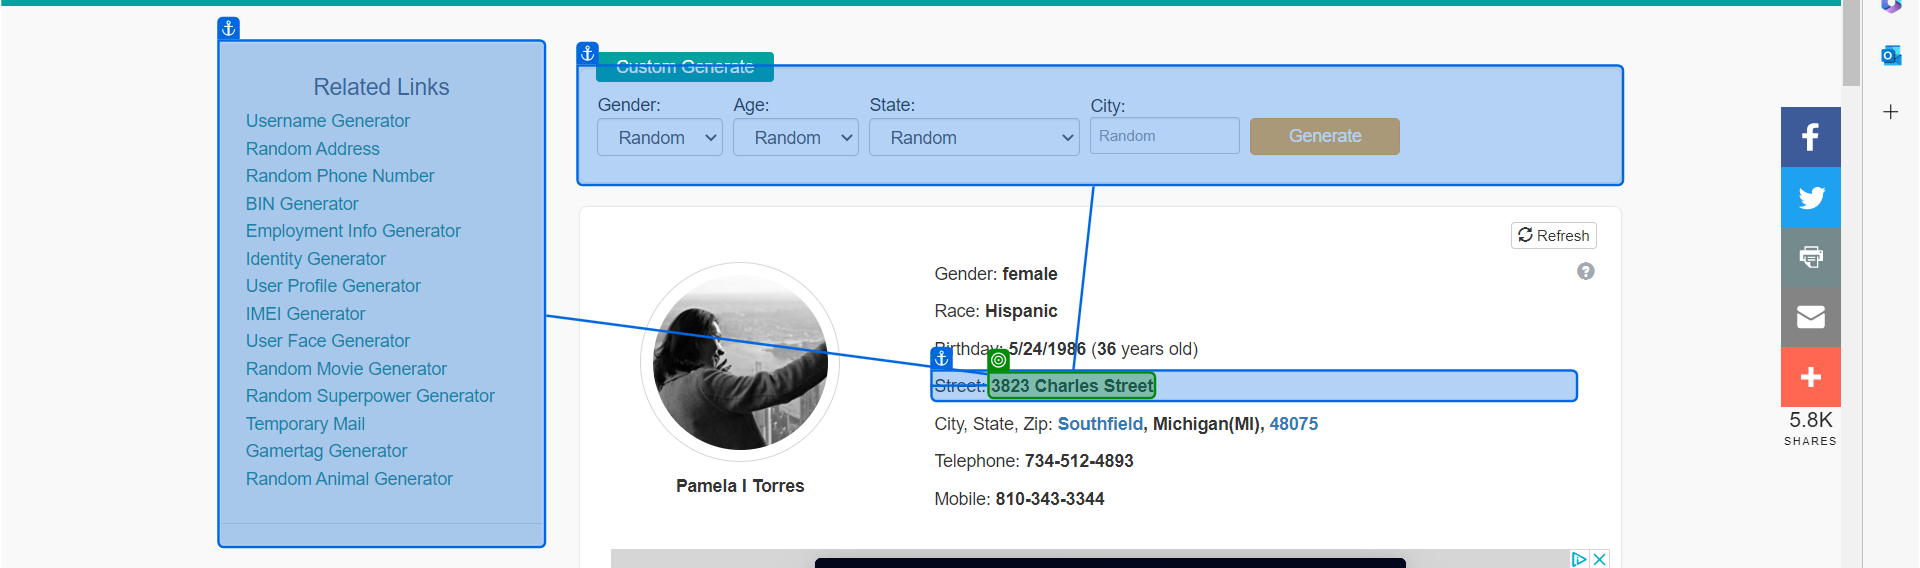 Related Links
Username Generator
Random Address
Random Phone Number
BIN Generator
Employment Info Generator
Identity Generator
User Profile Generator
IMEI Generator
User Face Generator
Random Movie Generator
Random Superpower Generator
Temporary Mail
Gamertag Generator
Random Animal Generator
Custom Generate
Gender: Age: State: City:
Random Random Random Random Generate
Refresh
Gender: female
Race: Hispanic
Birthday: 5/24/1986 (36 years old)
Street: 3823 Charles Street
City, State, Zip: Southfield, Michigan(MI), 48075
Telephone: 734-512-4893
Mobile: 810-343-3344
Pamela I Torres
5.8K
SHARES